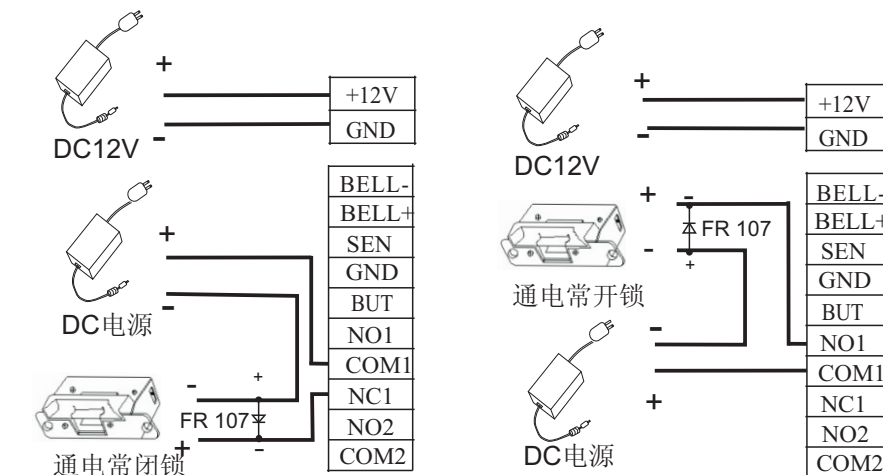 +
+12V
GND
-
DC12V
BELL-
BELL+
SEN
GND
BUT
NO1
COM1
NC1
NO2
COM2
+
-
DC电源
-
+
FR 107
+
-
通电常闭锁
+
+12V
GND
-
DC12V
BELL-
BELL+
SEN
GND
BUT
NO1
COM1
NC1
NO2
COM2
+
-
FR 107
-
+
通电常开锁
-
+
DC电源